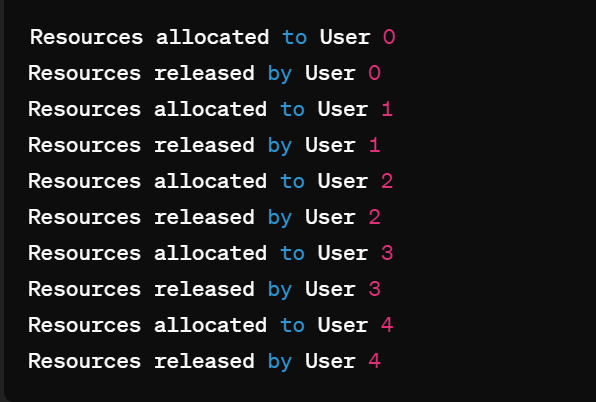 Resources allocated to User 0
Resources released by User 0
Resources allocated to User 1
Resources released by User 1
Resources allocated to User 2
Resources released by User 2
Resources allocated to User 3
Resources released by User 3
Resources allocated to User 4
Resources released by User 4